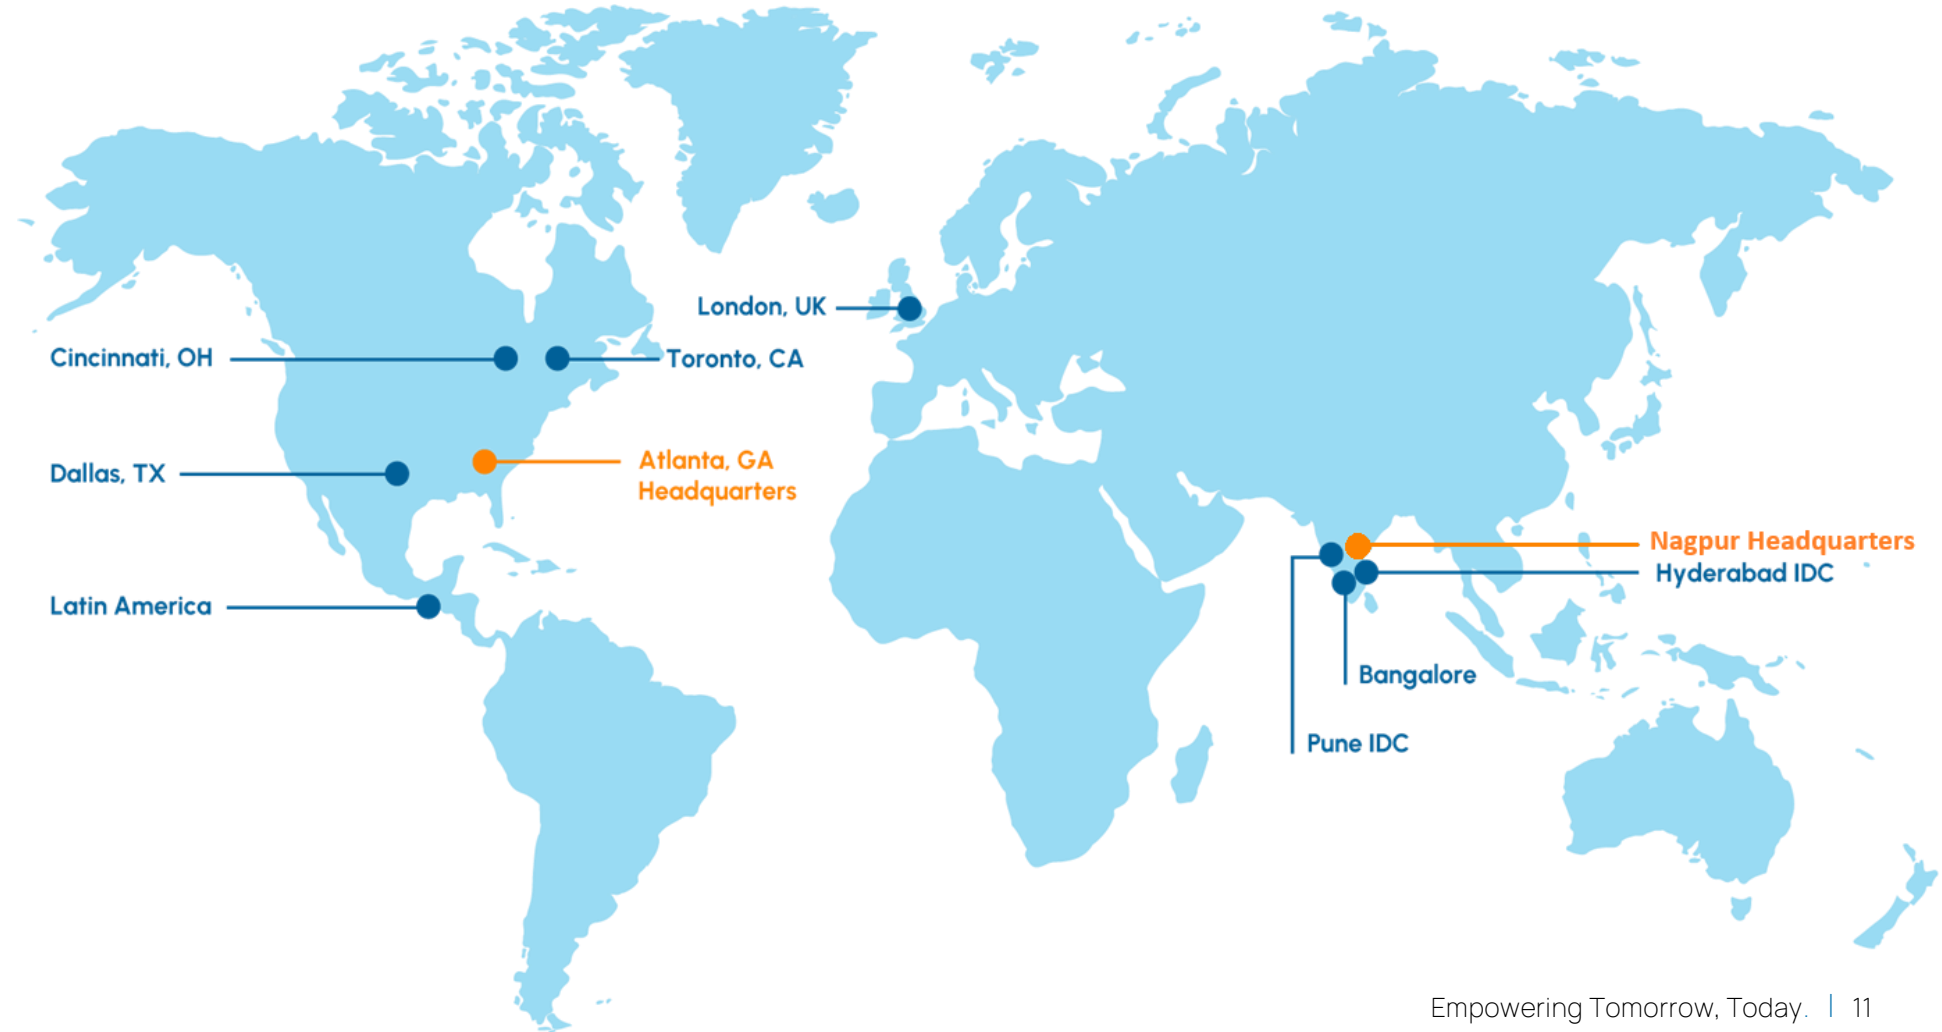 London, UK
Cincinnati, OH
Toronto, CA
Atlanta, GA
Headquarters
Dallas, TX
Latin America
Nagpur Headquarters
Hyderabad IDC
Bangalore
Pune IDC
Empowering Tomorrow, Today. | 11